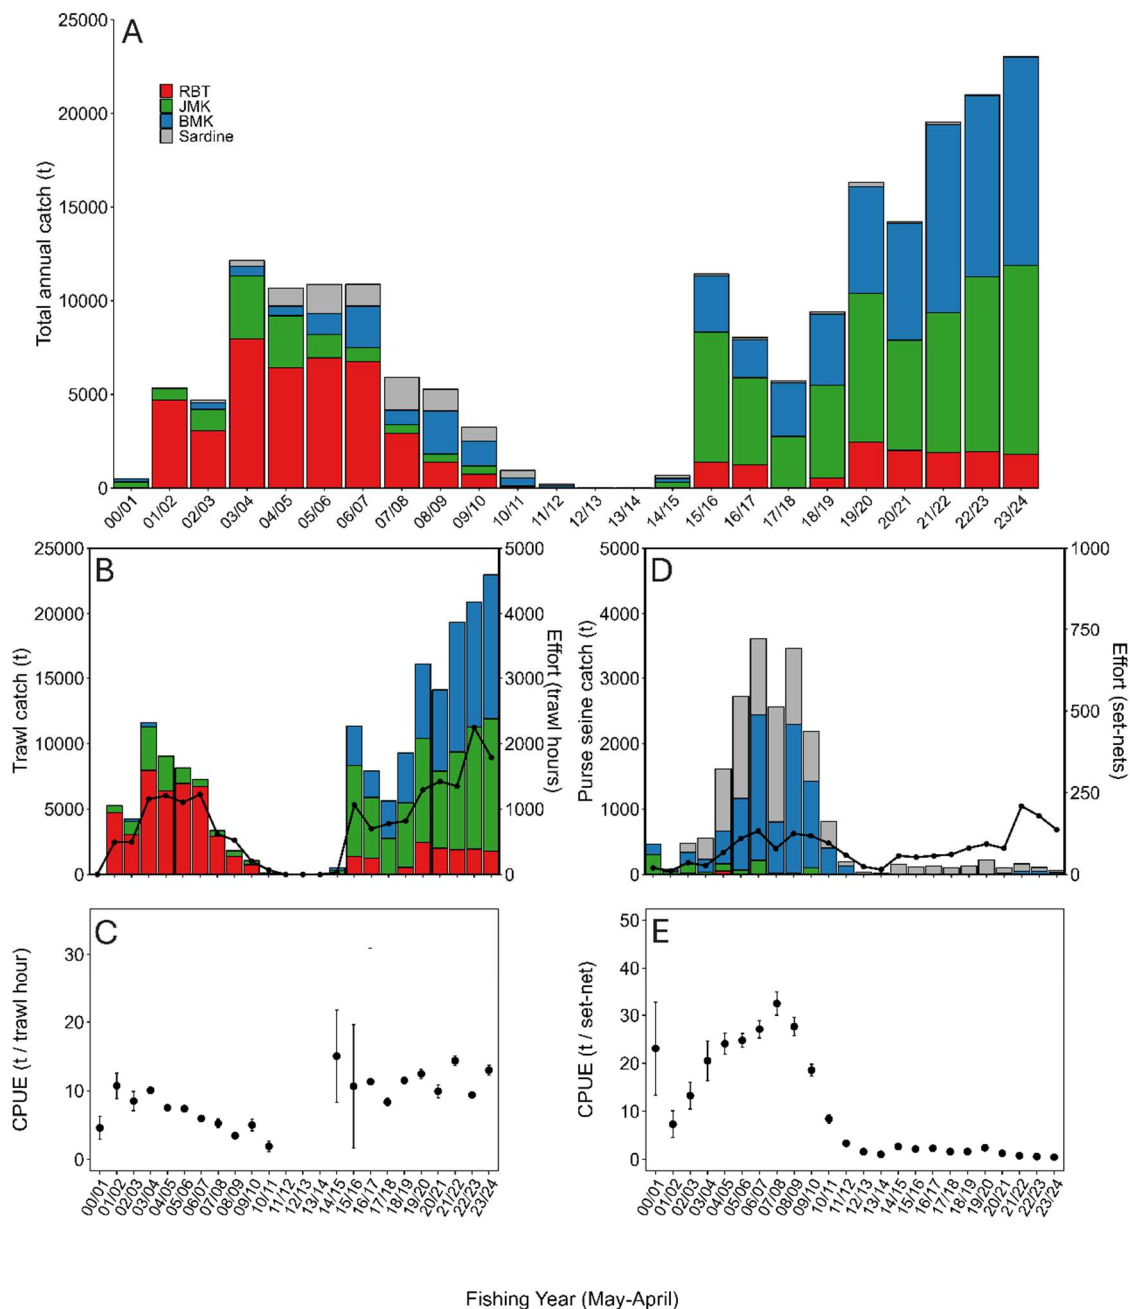 A
25000
20000
15000
10000
5000
0
Total annual catch (t)
RBT
JMK
BMK
Sardine
00/01 01/02 02/03 03/04 04/05 05/06 06/07 07/08 08/09 09/10 10/11 11/12 12/13 13/14 14/15 15/16 16/17 17/18 18/19 19/20 20/21 21/22 22/23 23/24
B
25000
20000
15000
10000
5000
0
Trawl catch (t)
5000
4000
3000
2000
1000
0
Effort (trawl hours)
D
5000
4000
3000
2000
1000
0
Purse seine catch (t)
1000
750
500
250
0
Effort (set-nets)
C
30
20
10
0
CPUE (t / trawl hour)
00/01 01/02 02/03 03/04 04/05 05/06 06/07 07/08 08/09 09/10 10/11 11/12 12/13 13/14 14/15 15/16 16/17 17/18 18/19 19/20 20/21 21/22 22/23 23/24
E
50
40
30
20
10
0
CPUE (t / set-net)
00/01 01/02 02/03 03/04 04/05 05/06 06/07 07/08 08/09 09/10 10/11 11/12 12/13 13/14 14/15 15/16 16/17 17/18 18/19 19/20 20/21 21/22 22/23 23/24
Fishing Year (May-April)